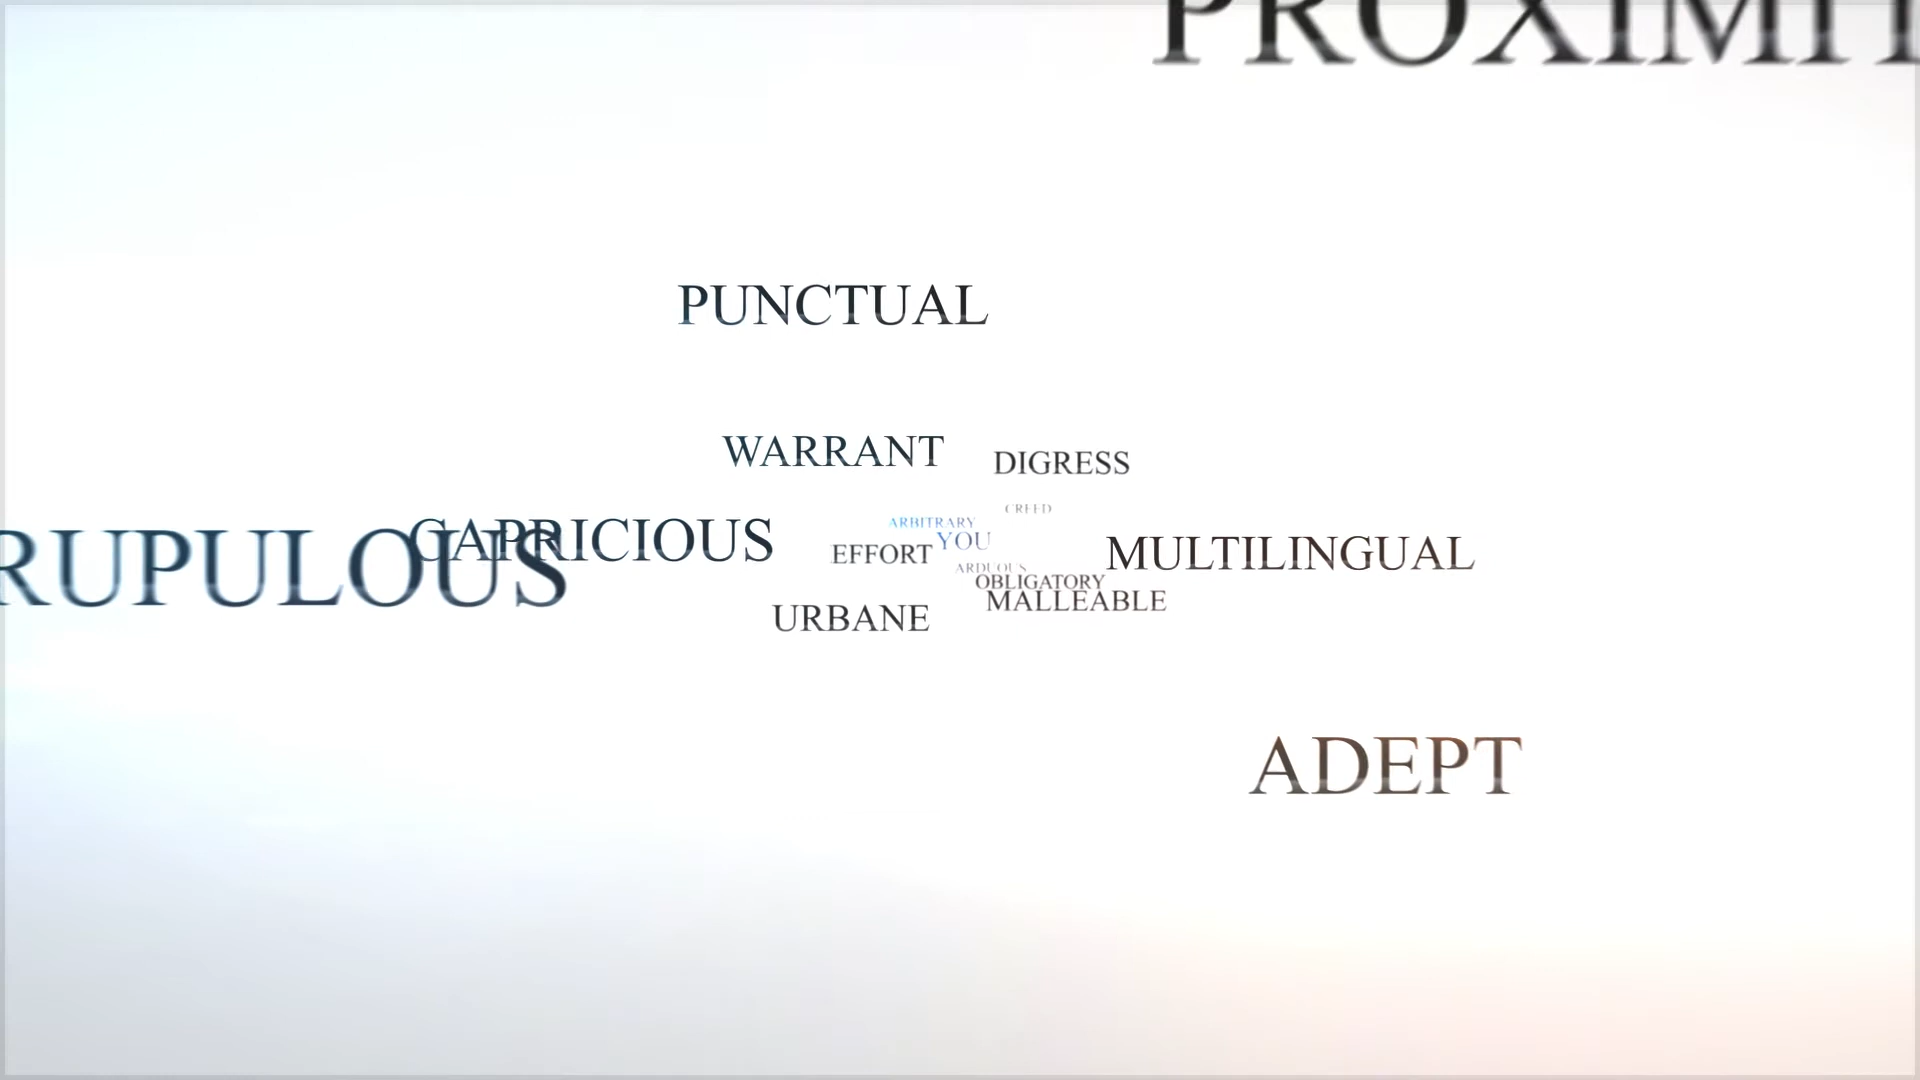 PROXIMIT
PUNCTUAL
WARRANT
DIGRESS
CREED
ARBITRARY
CAPRICIOUS
YOU
EFFORT
MULTILINGUAL
RUPULOUS
ARDUOUS
OBLIGATORY
MALLEABLE
URBANE
ADEPT